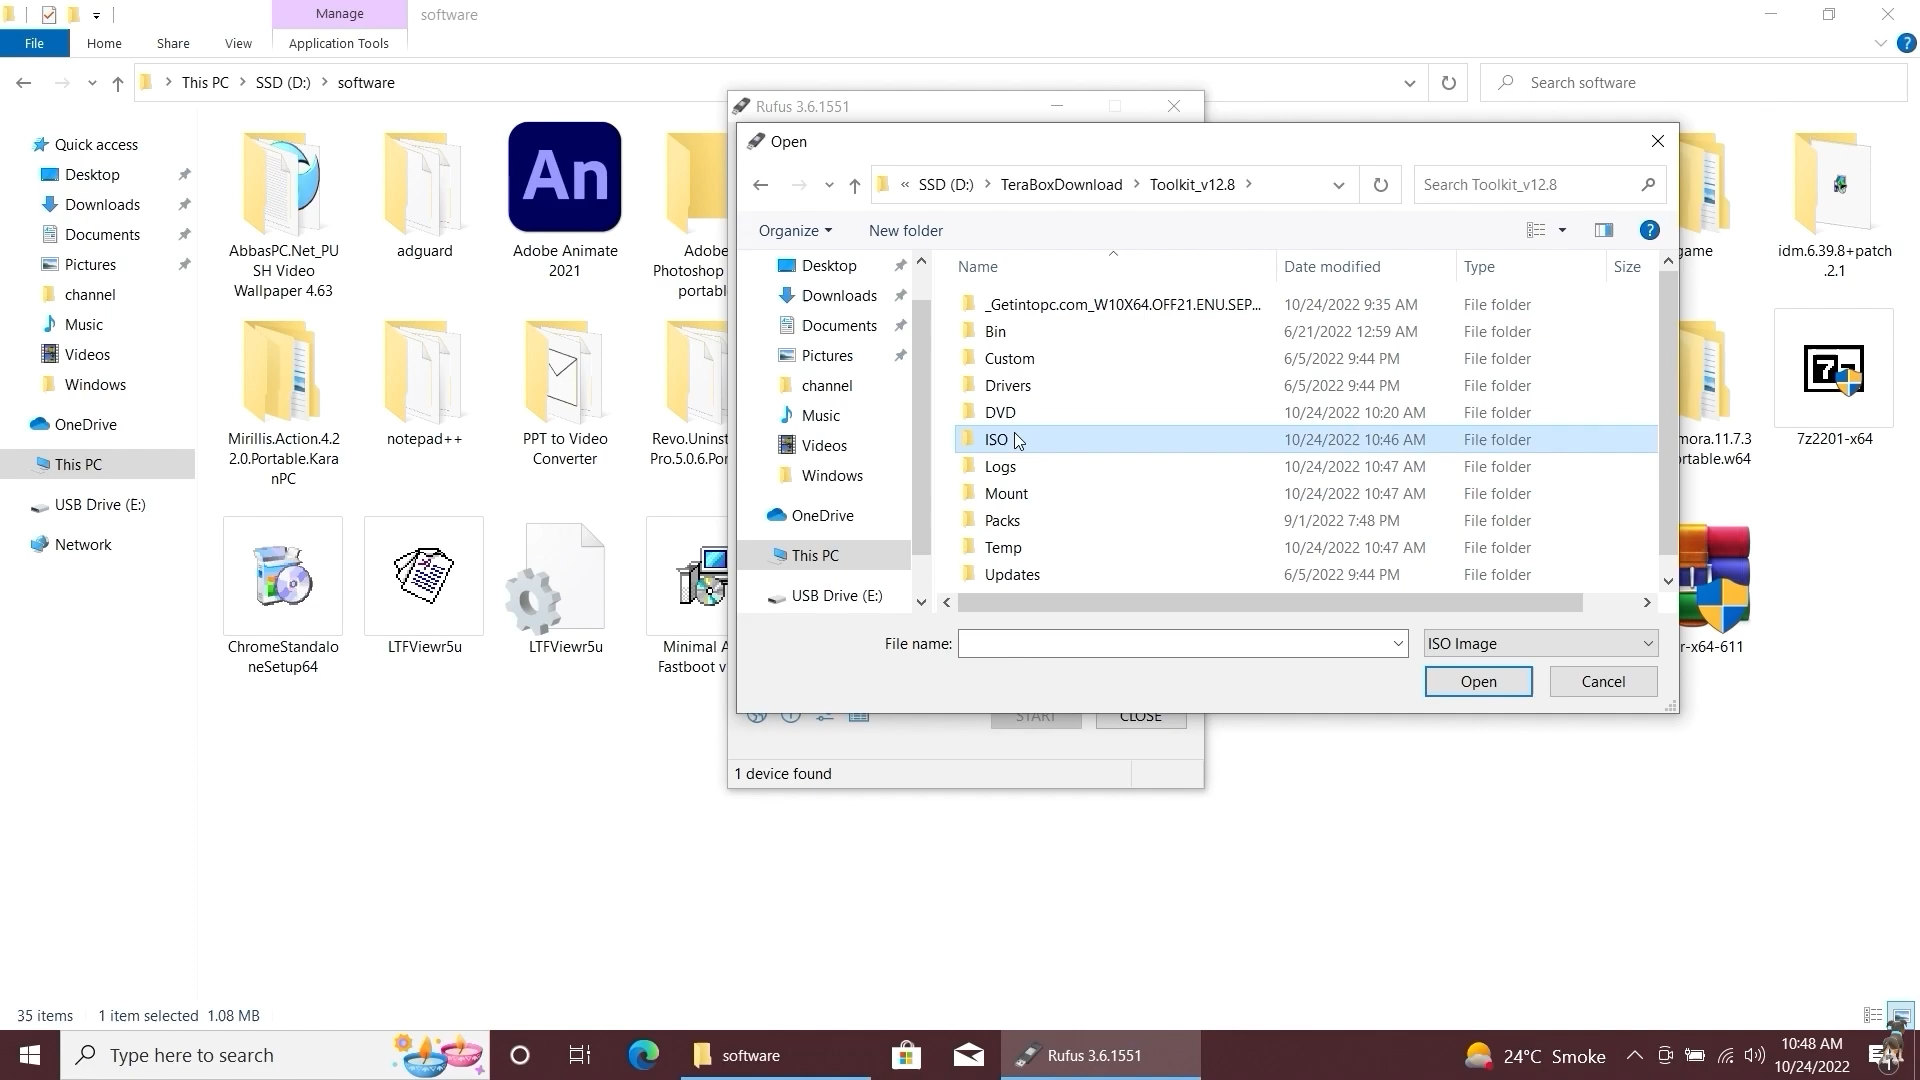 Manage
software
File
Home
Share
View
Application Tools
This PC
SSD (D:)
software
Search software
Quick access
Desktop
Downloads
Documents
Pictures
channel
Music
Videos
Windows
OneDrive
This PC
USB Drive (E:)
Network
AbbasPC.Net_PU
SH Video
Wallpaper 4.63
adguard
An
Adobe Animate
2021
Adobe
Photoshop
portabl
game
idm.6.39.8+patch
.2.1
Mirillis.Action.4.2
2.0.Portable.Kara
nPC
notepad++
PPT to Video
Converter
Revo.Uninst
Pro.5.0.6.Por
mora.11.7.3
ortable.w64
7z
7z2201-x64
ChromeStandalo
neSetup64
LTFViewr5u
LTFViewr5u
Minimal A
Fastboot v
r-x64-611
Rufus 3.6.1551
Open
« SSD (D:)
TeraBoxDownload
Toolkit_v12.8
Search Toolkit_v12.8
Organize
New folder
Desktop
Downloads
Documents
Pictures
channel
Music
Videos
Windows
OneDrive
This PC
USB Drive (E:)
Name Date modified Type Size
_Getintopc.com_W10X64.OFF21.ENU.SEP... 10/24/2022 9:35 AM File folder
Bin 6/21/2022 12:59 AM File folder
Custom 6/5/2022 9:44 PM File folder
Drivers 6/5/2022 9:44 PM File folder
DVD 10/24/2022 10:20 AM File folder
ISO 10/24/2022 10:46 AM File folder
Logs 10/24/2022 10:47 AM File folder
Mount 10/24/2022 10:47 AM File folder
Packs 9/1/2022 7:48 PM File folder
Temp 10/24/2022 10:47 AM File folder
Updates 6/5/2022 9:44 PM File folder
File name:
ISO Image
Open
Cancel
START
CLOSE
1 device found
35 items
1 item selected 1.08 MB
Type here to search
software
Rufus 3.6.1551
24°C Smoke
10:48 AM
10/24/2022
1